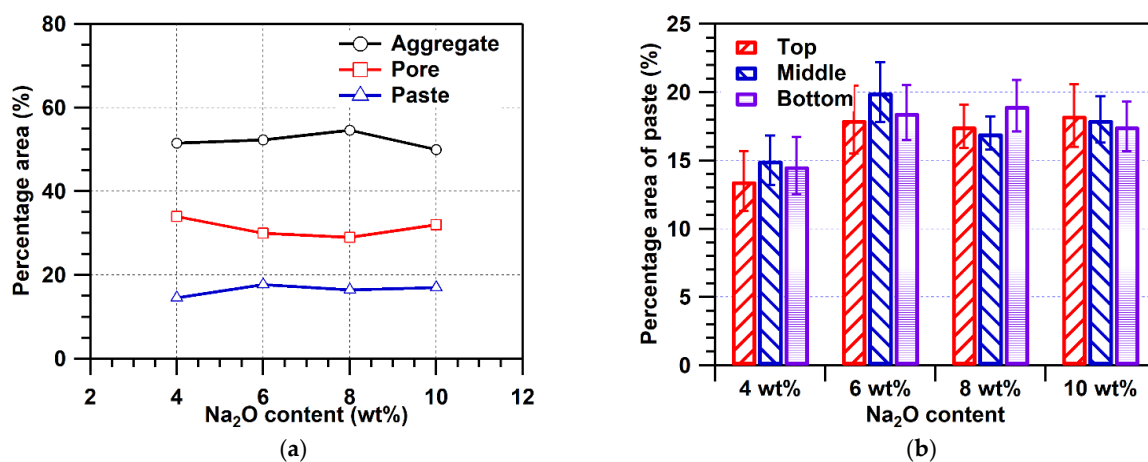 80
60
40
20
0
Percentage area (%)
Aggregate
Pore
Paste
2 4 6 8 10 12
Na₂O content (wt%)
(a)
25
20
15
10
5
0
Percentage area of paste (%)
Top
Middle
Bottom
4 wt% 6 wt% 8 wt% 10 wt%
Na₂O content
(b)